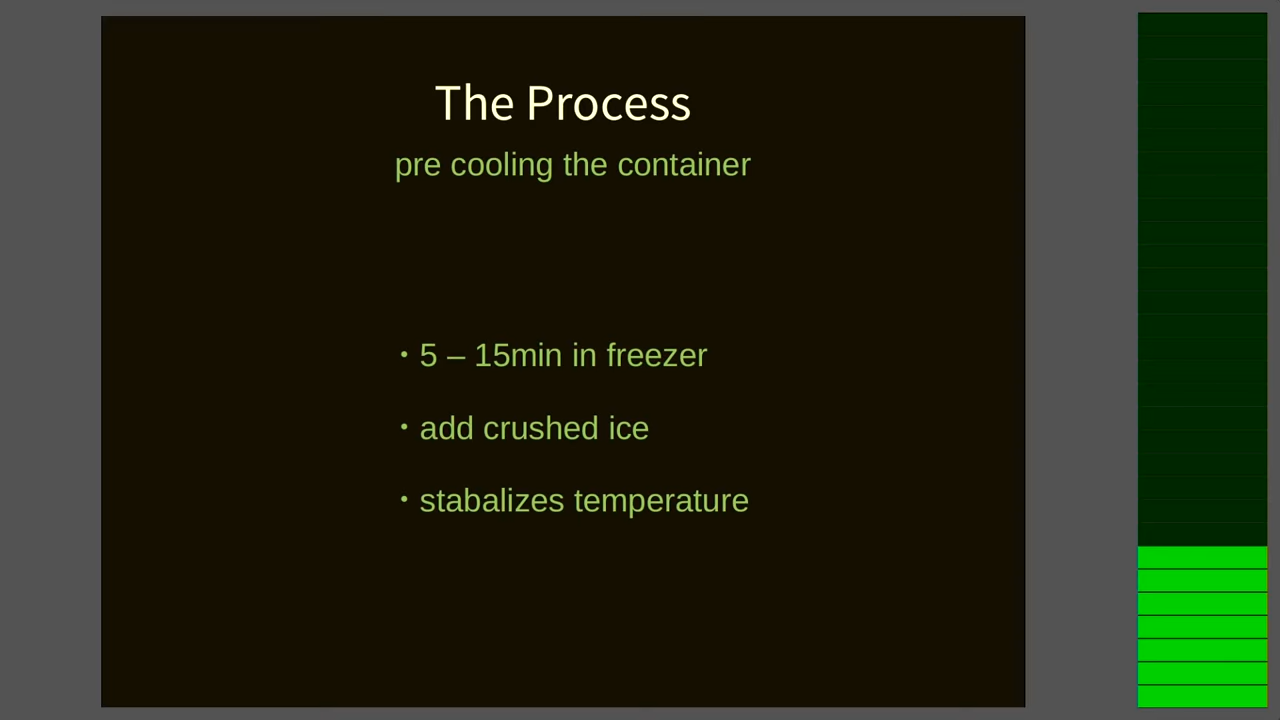 The Process
pre cooling the container
• 5 – 15min in freezer
• add crushed ice
• stabalizes temperature